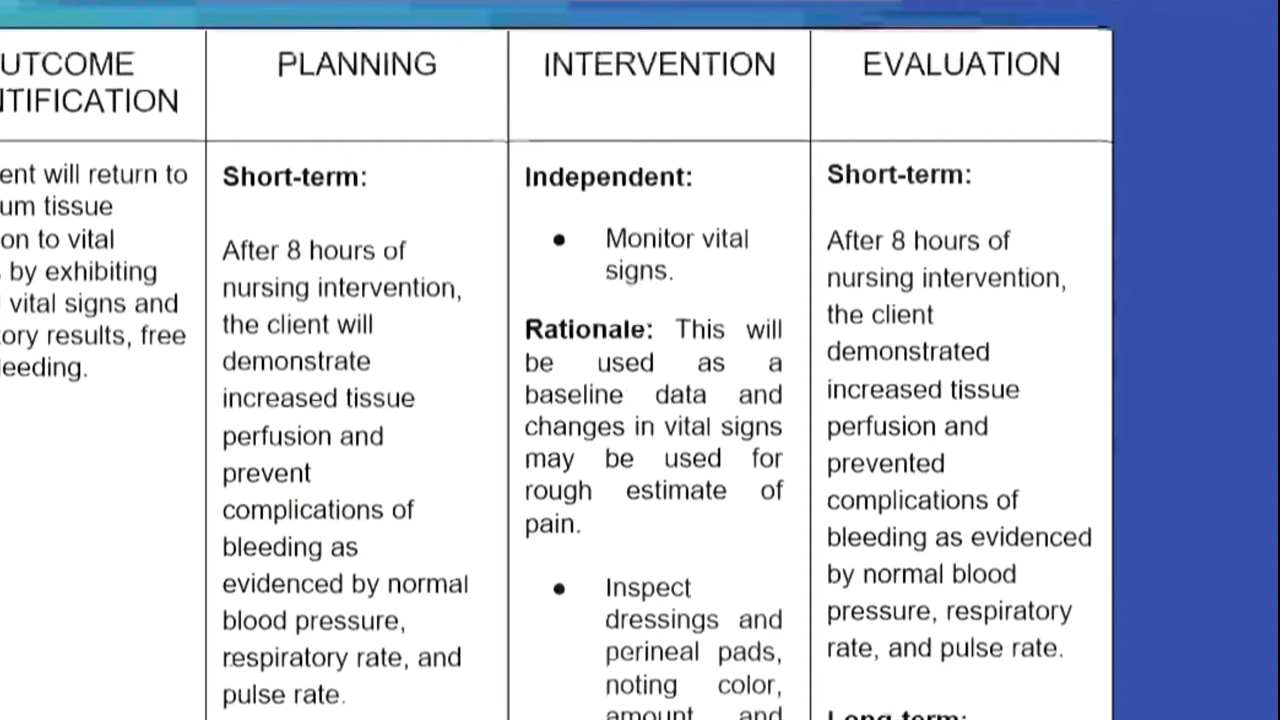 UTCOME
NTIFICATION
ent will return to
um tissue
on to vital
by exhibiting
vital signs and
tory results, free
leeding.
PLANNING
Short-term:
After 8 hours of
nursing intervention,
the client will
demonstrate
increased tissue
perfusion and
prevent
complications of
bleeding as
evidenced by normal
blood pressure,
respiratory rate, and
pulse rate.
INTERVENTION
Independent:
● Monitor vital
signs.
Rationale: This will
be used as a
baseline data and
changes in vital signs
may be used for
rough estimate of
pain.
● Inspect
dressings and
perineal pads,
noting color,
amount and
EVALUATION
Short-term:
After 8 hours of
nursing intervention,
the client
demonstrated
increased tissue
perfusion and
prevented
complications of
bleeding as evidenced
by normal blood
pressure, respiratory
rate, and pulse rate.
Long-term: